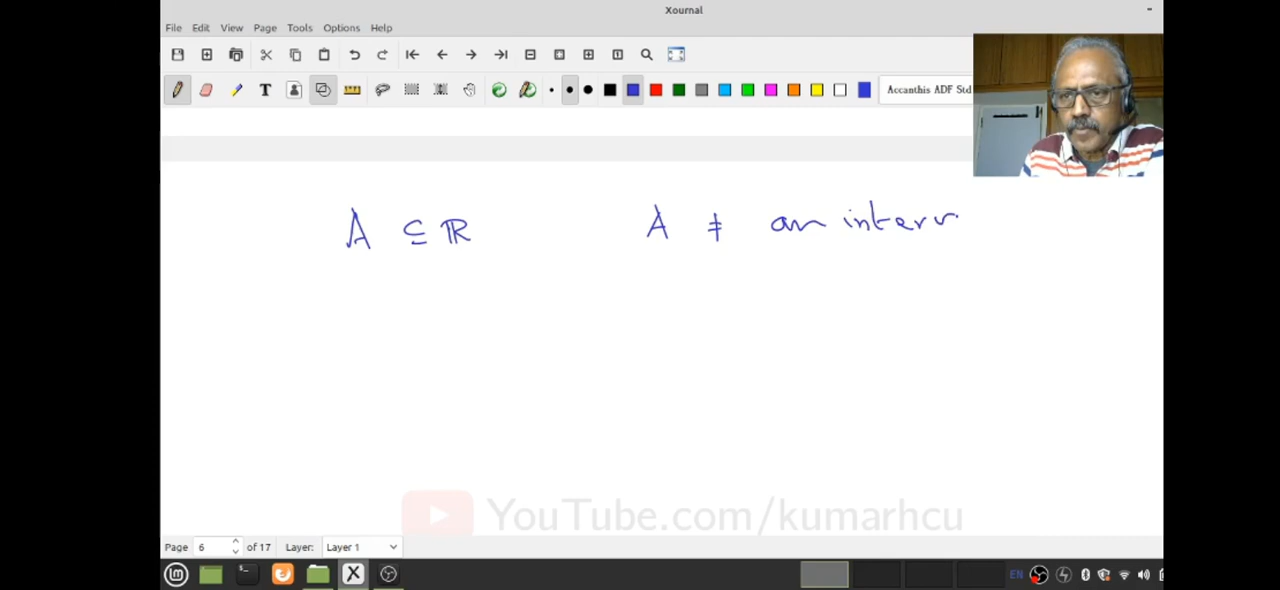 Xournal
File Edit View Page Tools Options Help
T Accanthis ADF Std
A ⊆ ℝ A ≠ an interv
YouTube.com/kumarhcu
Page 6 of 17 Layer: Layer 1
EN